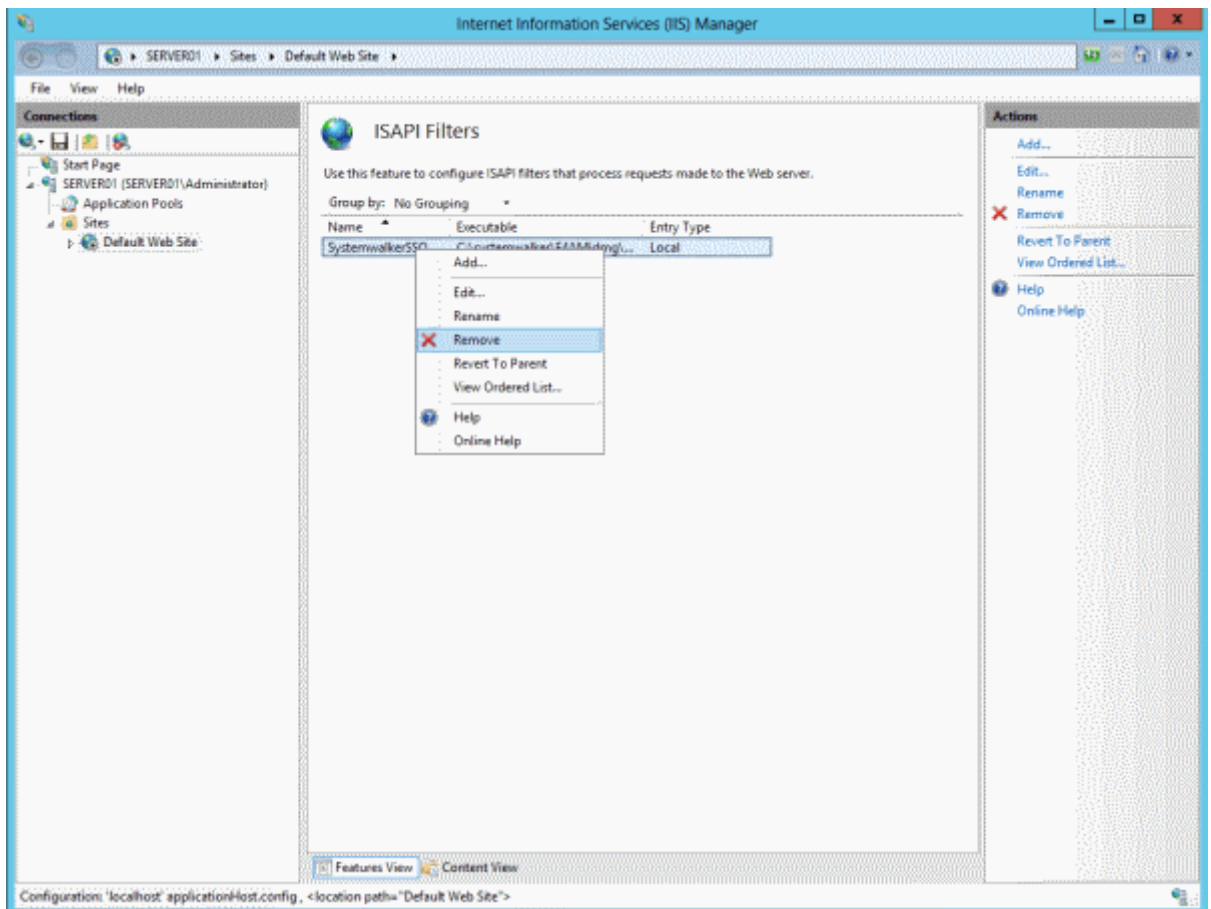 Internet Information Services (IIS) Manager
SERVER01 Sites Default Web Site
File View Help
Connections
Start Page
SERVER01 (SERVER01\Administrator)
Application Pools
Sites
Default Web Site
ISAPI Filters
Use this feature to configure ISAPI filters that process requests made to the Web server.
Group by: No Grouping
Name Executable Entry Type
SystemwalkerSSO Local
Add...
Edit...
Rename
Remove
Revert To Parent
View Ordered List...
Help
Online Help
Features View Content View
Actions
Add...
Edit...
Rename
Remove
Revert To Parent
View Ordered List...
Help
Online Help
Configuration: 'localhost' applicationHost.config , <location path="Default Web Site">